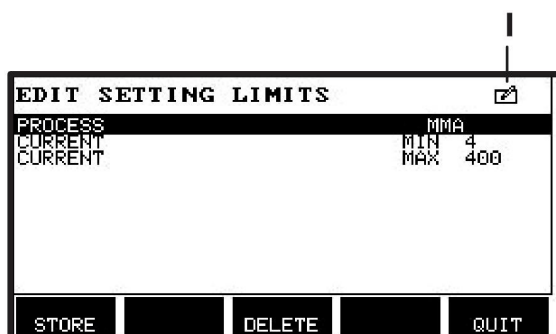 I
EDIT SETTING LIMITS
PROCESS MMA
CURRENT MIN 4
CURRENT MAX 400
STORE DELETE QUIT